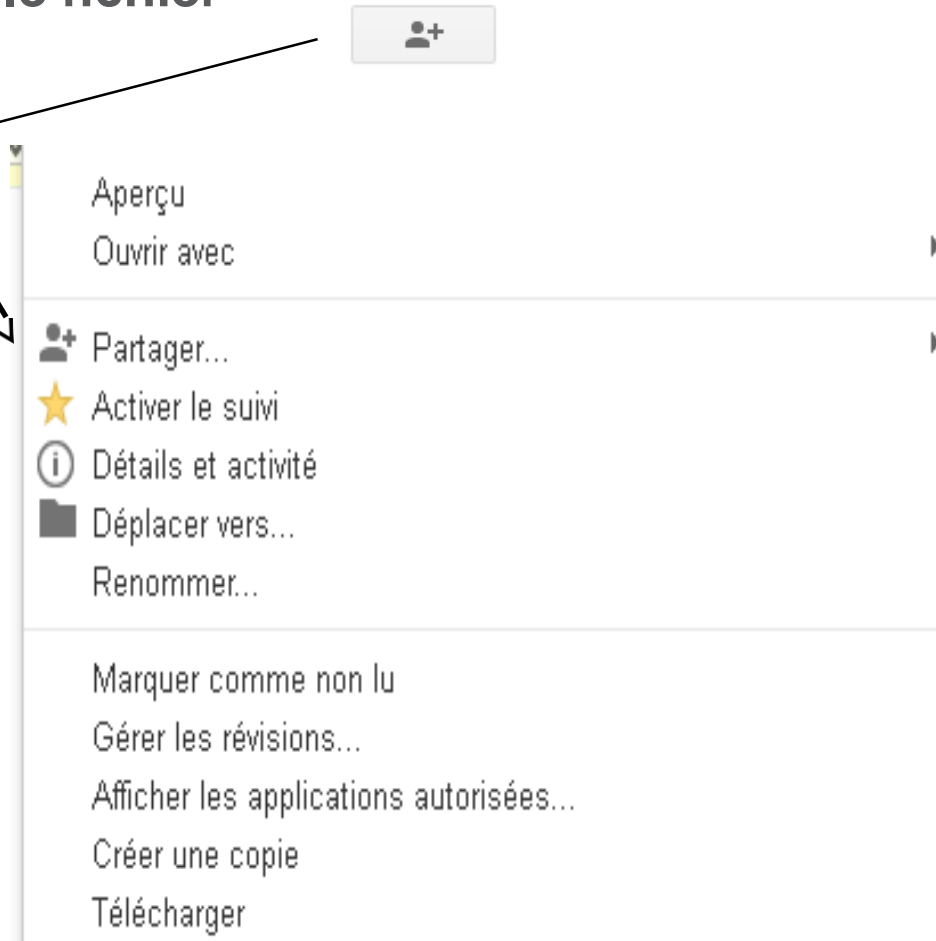 fichier
Aperçu
Ouvrir avec
Partager...
Activer le suivi
Détails et activité
Déplacer vers...
Renommer...
Marquer comme non lu
Gérer les révisions...
Afficher les applications autorisées...
Créer une copie
Télécharger